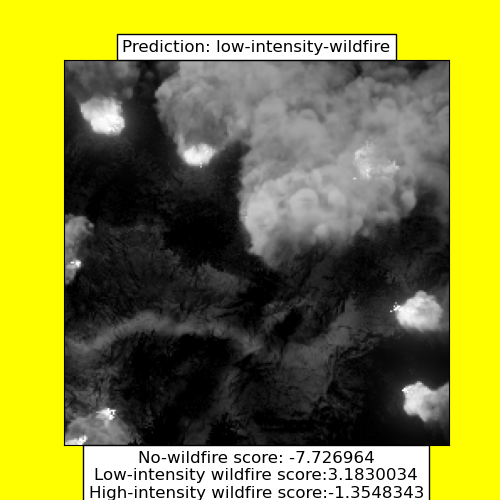 Prediction: low-intensity-wildfire
No-wildfire score: -7.726964
Low-intensity wildfire score:3.1830034
High-intensity wildfire score:-1.3548343